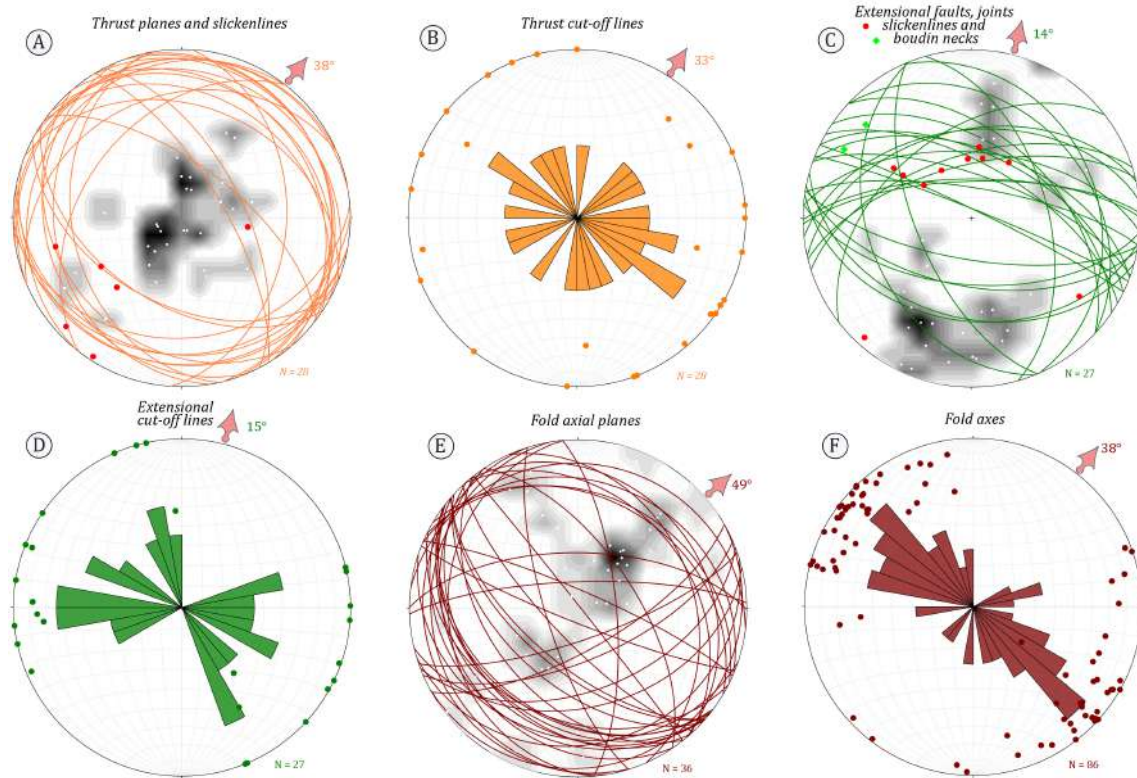 Thrust planes and slickenlines
A
38°
N = 28
Thrust cut-off lines
B
33°
N = 28
Extensional faults, joints
slickenlines and
boudin necks
C
14°
N = 27
Extensional
cut-off lines
D
15°
N = 27
Fold axial planes
E
49°
N = 36
Fold axes
F
38°
N = 86